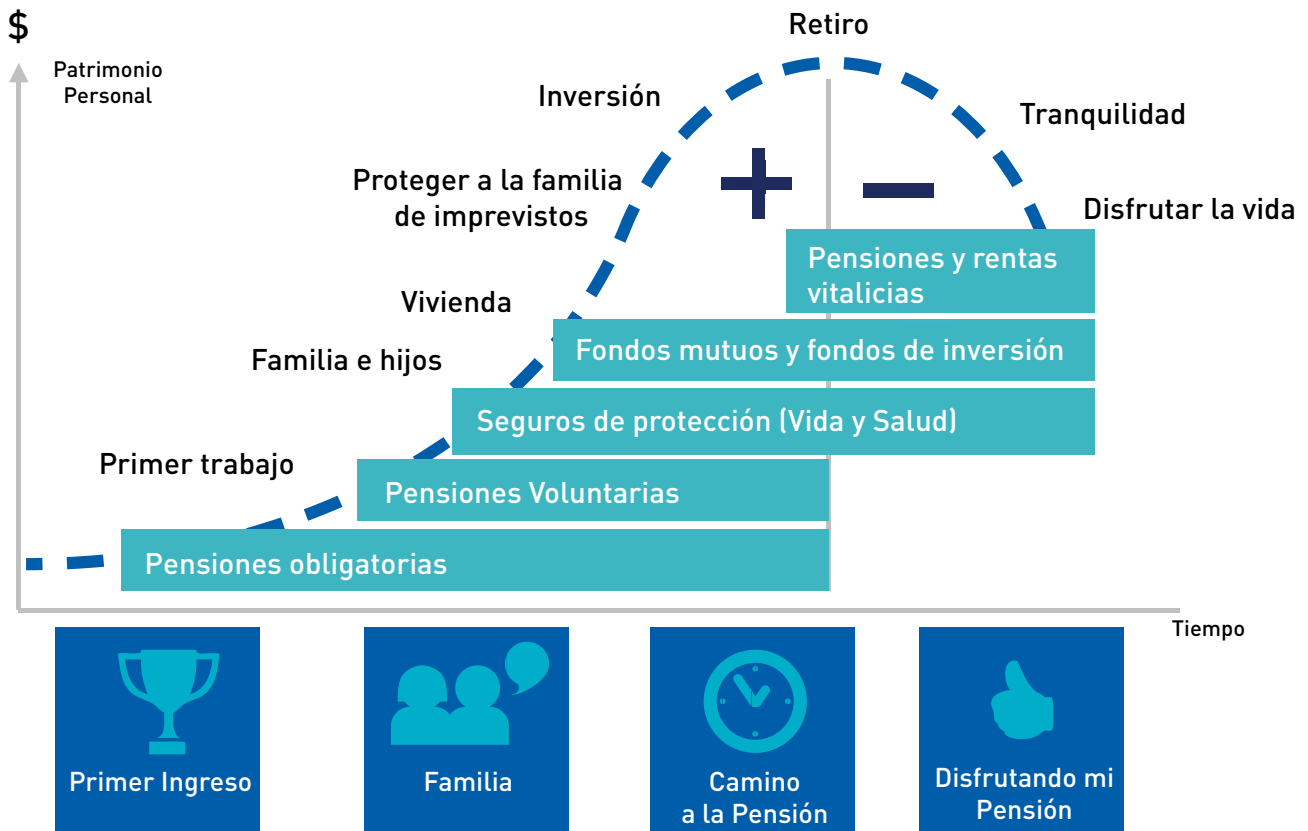 $
Patrimonio
Personal
Retiro
Inversión
Tranquilidad
Proteger a la familia
de imprevistos
+
−
Disfrutar la vida
Pensiones y rentas
vitalicias
Vivienda
Fondos mutuos y fondos de inversión
Familia e hijos
Seguros de protección (Vida y Salud)
Primer trabajo
Pensiones Voluntarias
Pensiones obligatorias
Tiempo
Primer Ingreso
Familia
Camino
a la Pensión
Disfrutando mi
Pensión